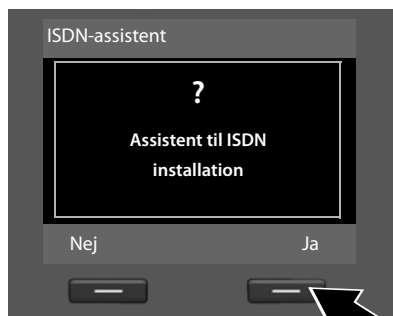 ISDN-assistent
?
Assistent til ISDN
installation
Nej Ja